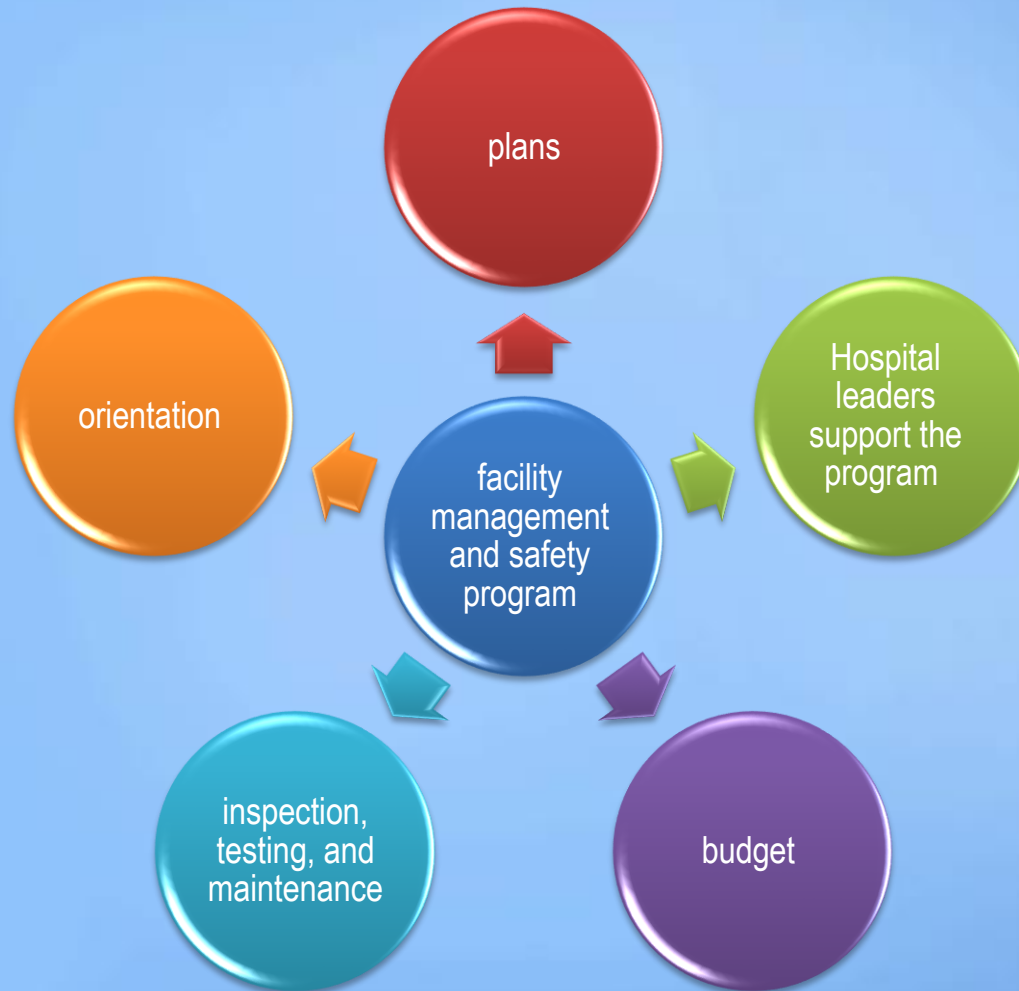 plans
orientation
Hospital
leaders
support the
program
facility
management
and safety
program
inspection,
testing, and
maintenance
budget